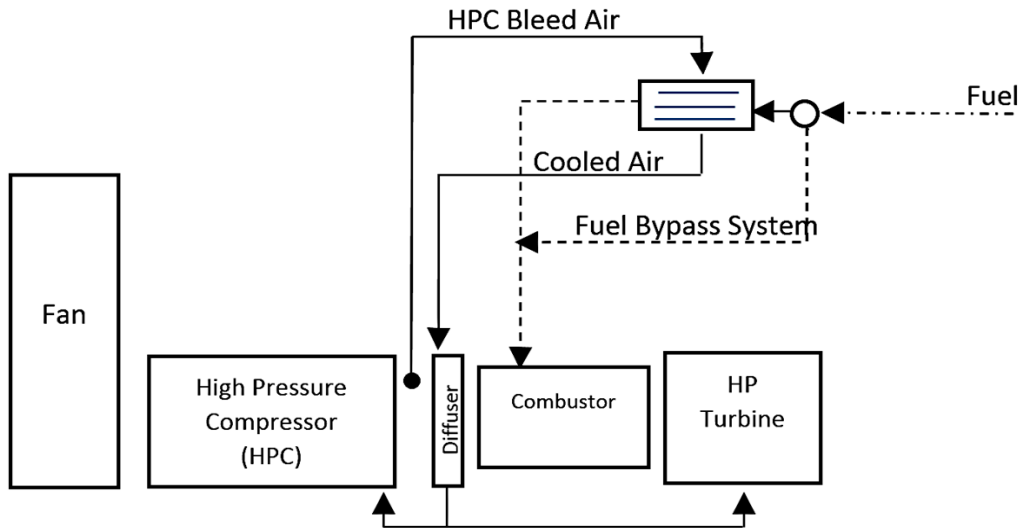 HPC Bleed Air
Fuel
Cooled Air
Fuel Bypass System
Fan
High Pressure
Compressor
(HPC)
Diffuser
Combustor
HP
Turbine